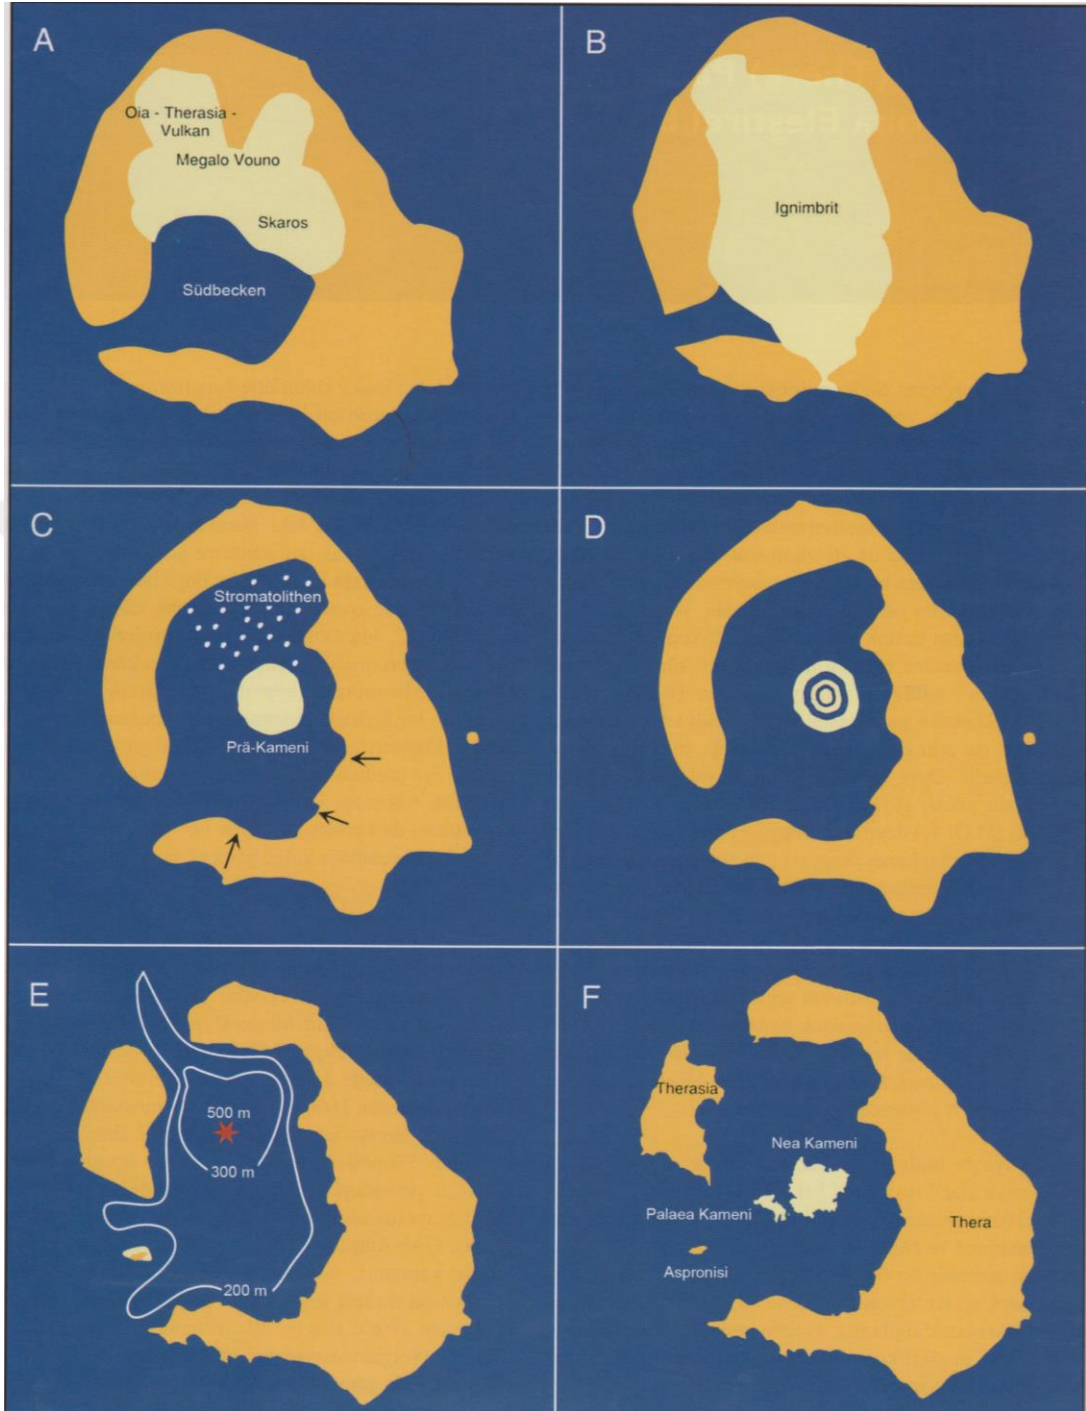 A
Oia - Therasia -
Vulkan
Megalo Vouno
Skaros
Südbecken
B
Ignimbrit
C
Stromatolithen
Prä-Kameni
D
E
500 m
300 m
200 m
F
Therasia
Nea Kameni
Palaea Kameni
Thera
Aspronisi